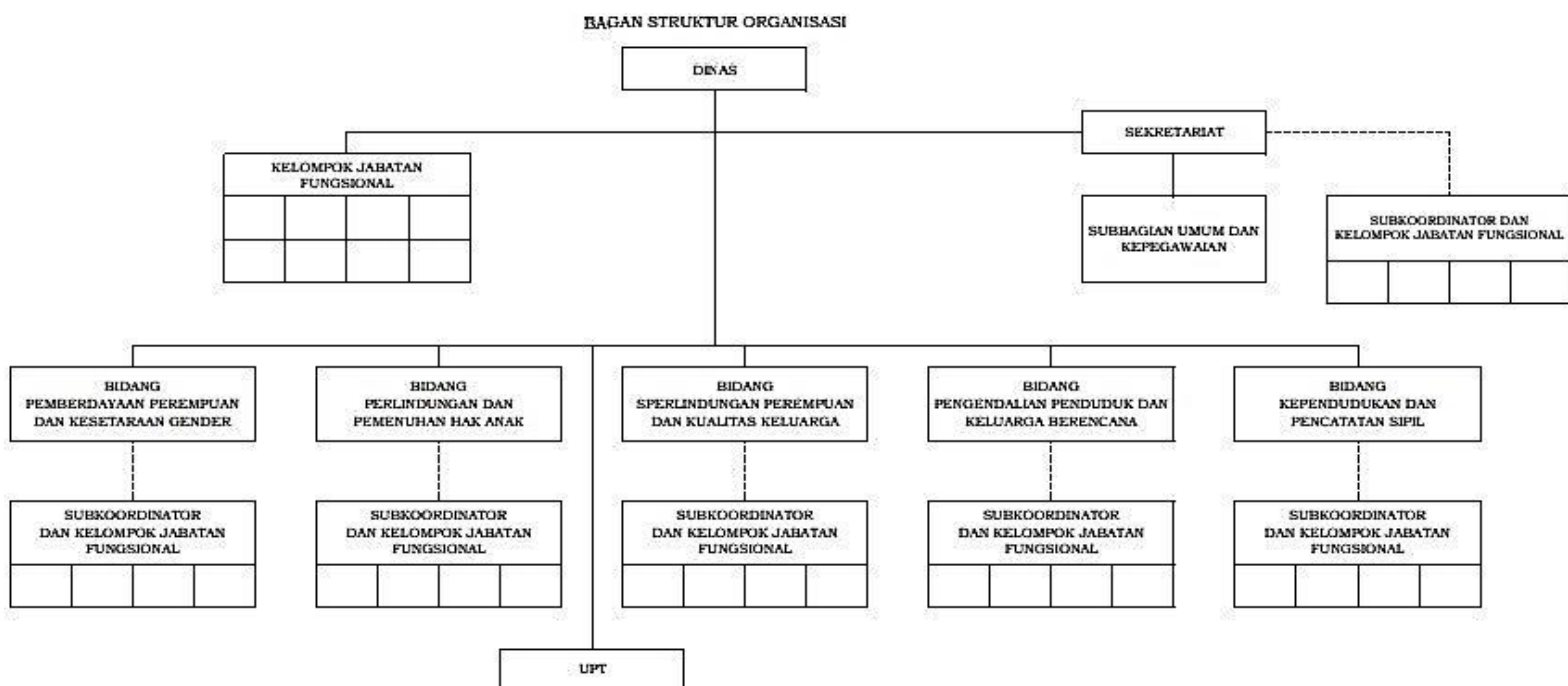 BAGAN STRUKTUR ORGANISASI
DINAS
SEKRETARIAT
KELOMPOK JABATAN
FUNGSIONAL
SUBBAGIAN UMUM DAN
KEPEGAWAIAN
SUBKOORDINATOR DAN
KELOMPOK JABATAN FUNGSIONAL
BIDANG
PEMBERDAYAAN PEREMPUAN
DAN KESETARAAN GENDER
BIDANG
PERLINDUNGAN DAN
PEMENUHAN HAK ANAK
BIDANG
SPERLINDUNGAN PEREMPUAN
DAN KUALITAS KELUARGA
BIDANG
PENGENDALIAN PENDUDUK DAN
KELUARGA BERENCANA
BIDANG
KEPENDUDUKAN DAN
PENCATATAN SIPIL
SUBKOORDINATOR
DAN KELOMPOK JABATAN
FUNGSIONAL
SUBKOORDINATOR
DAN KELOMPOK JABATAN
FUNGSIONAL
SUBKOORDINATOR
DAN KELOMPOK JABATAN
FUNGSIONAL
SUBKOORDINATOR
DAN KELOMPOK JABATAN
FUNGSIONAL
SUBKOORDINATOR
DAN KELOMPOK JABATAN
FUNGSIONAL
UPT